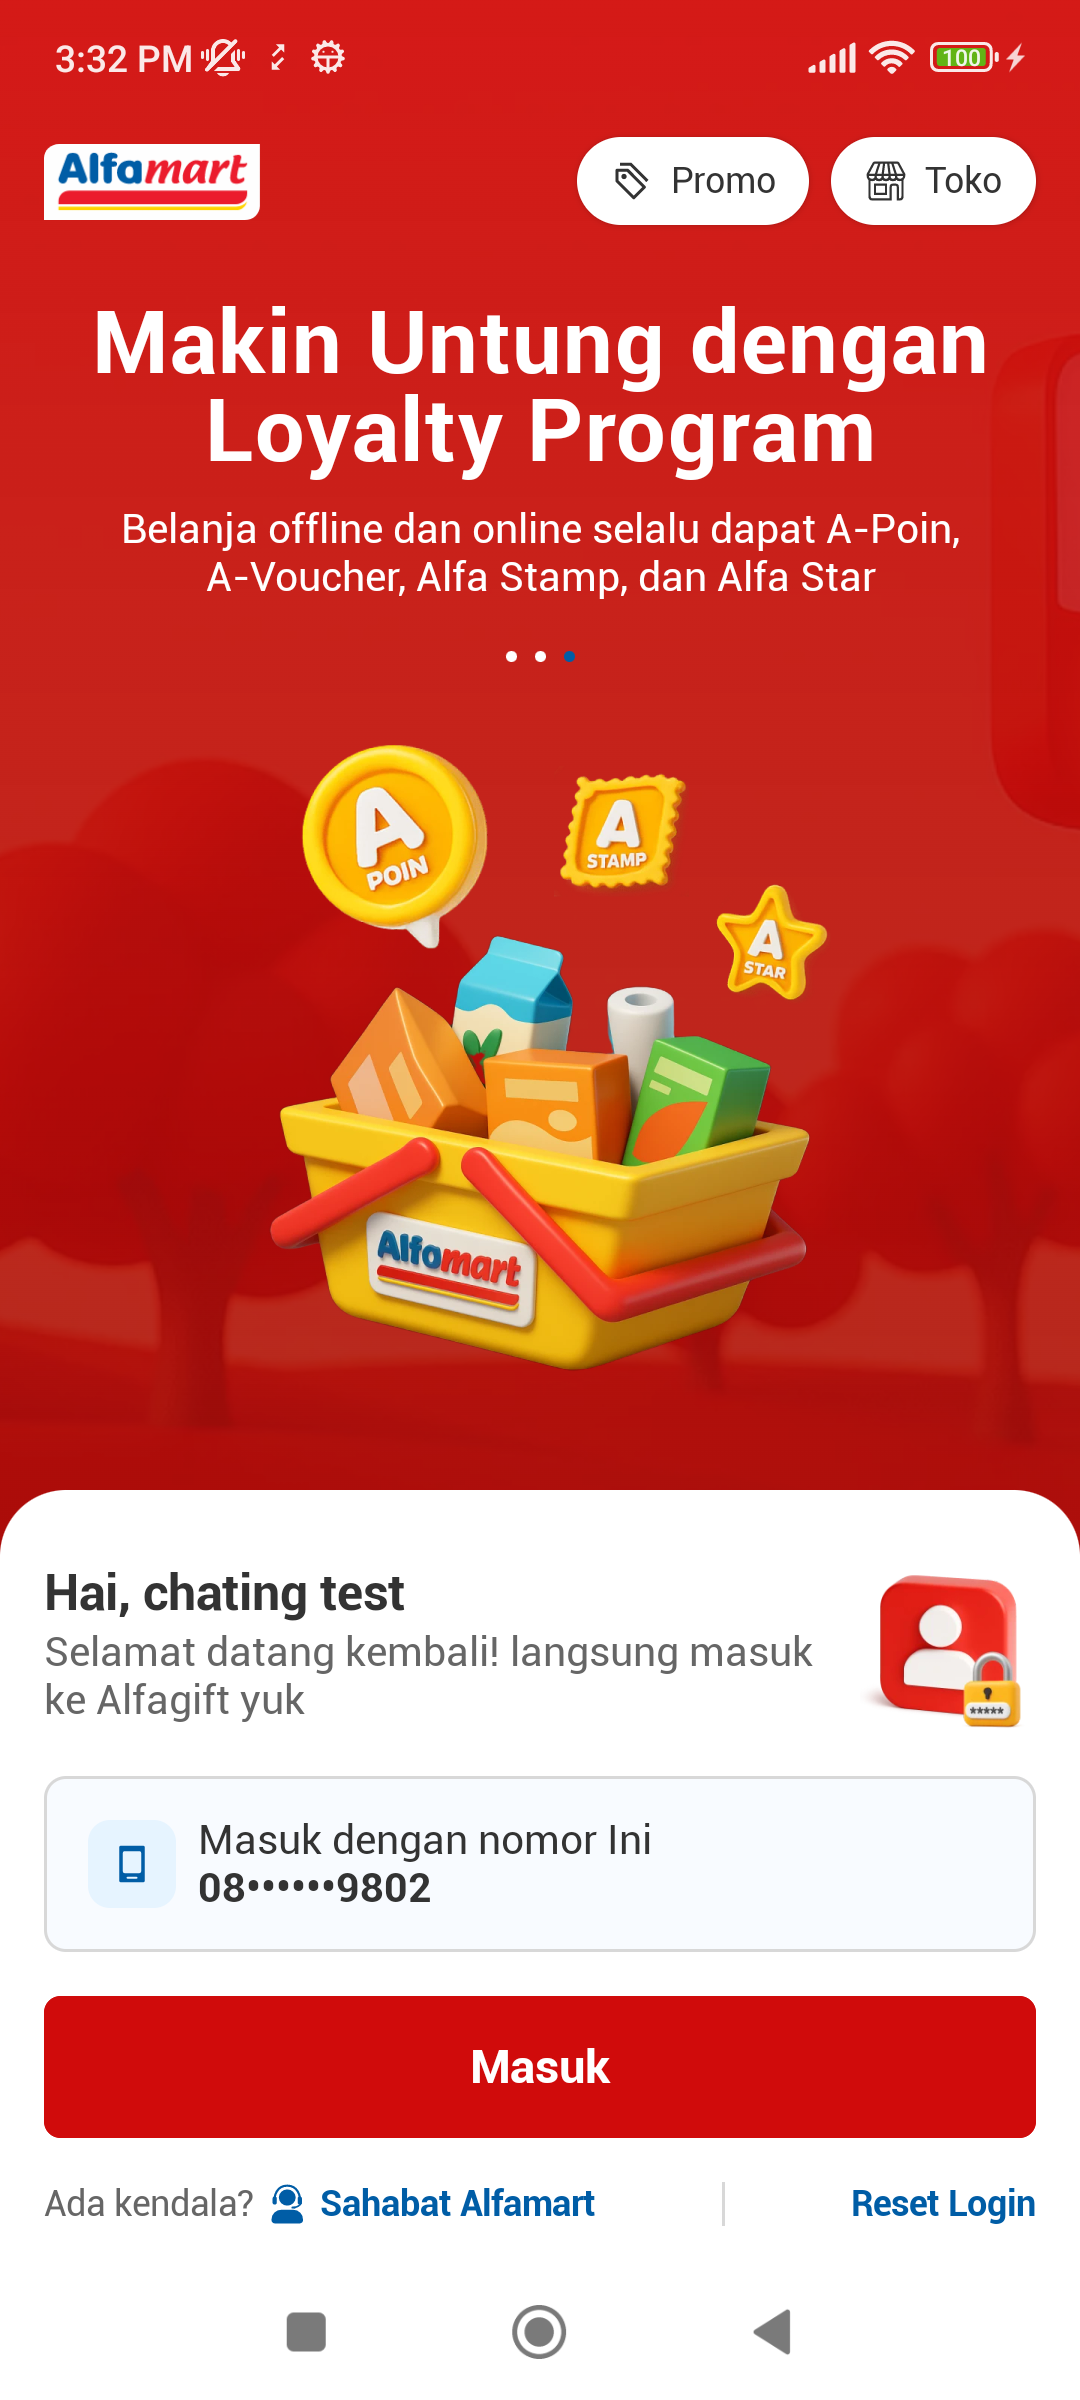 3:32 PM
100
Alfamart
Promo
Toko
Makin Untung dengan
Loyalty Program
Belanja offline dan online selalu dapat A-Poin,
A-Voucher, Alfa Stamp, dan Alfa Star
A
POIN
A
STAMP
A
STAR
Alfamart
Hai, chating test
Selamat datang kembali! langsung masuk
ke Alfagift yuk
*****
Masuk dengan nomor Ini
08••••••9802
Masuk
Ada kendala? Sahabat Alfamart
Reset Login